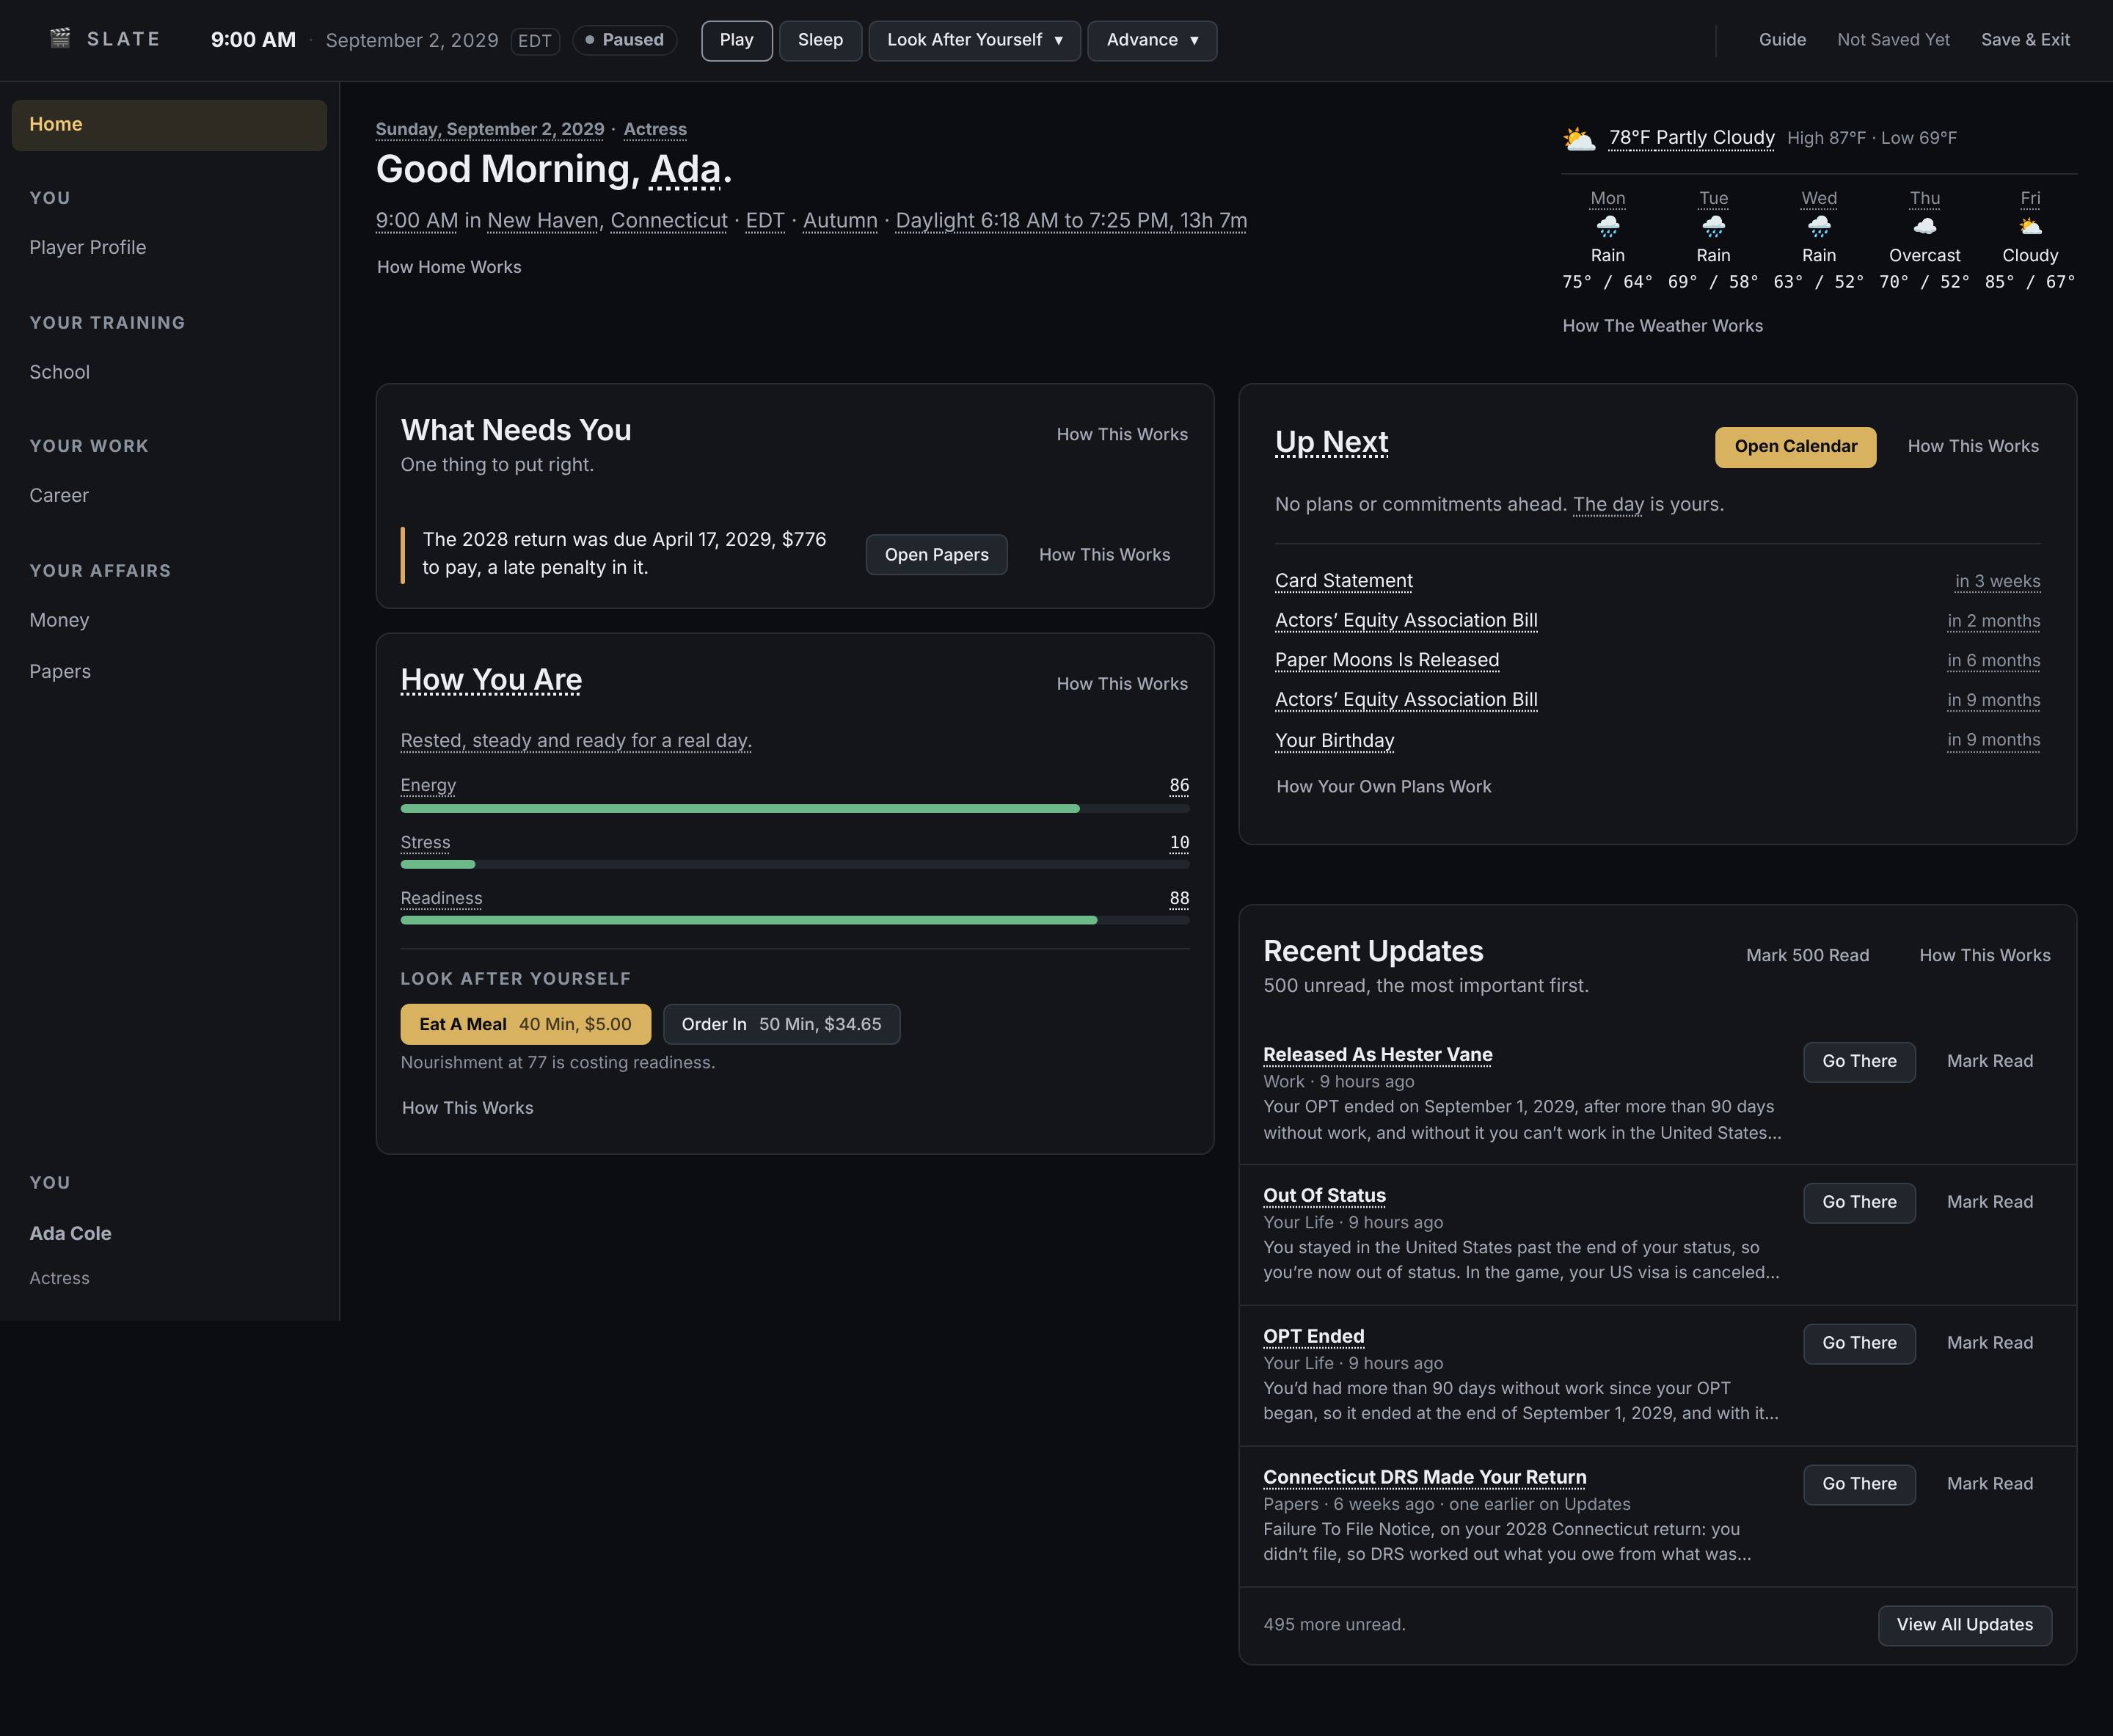 🎬 SLATE
9:00 AM · September 2, 2029 EDT
Paused
Play
Sleep
Look After Yourself ▾
Advance ▾
Guide
Not Saved Yet
Save & Exit
Home
YOU
Player Profile
YOUR TRAINING
School
YOUR WORK
Career
YOUR AFFAIRS
Money
Papers
YOU
Ada Cole
Actress
Sunday, September 2, 2029 · Actress
Good Morning, Ada.
9:00 AM in New Haven, Connecticut · EDT · Autumn · Daylight 6:18 AM to 7:25 PM, 13h 7m
How Home Works
78°F Partly Cloudy High 87°F · Low 69°F
Mon Tue Wed Thu Fri
Rain Rain Rain Overcast Cloudy
75° / 64° 69° / 58° 63° / 52° 70° / 52° 85° / 67°
How The Weather Works
What Needs You
How This Works
One thing to put right.
The 2028 return was due April 17, 2029, $776
to pay, a late penalty in it.
Open Papers
How This Works
How You Are
How This Works
Rested, steady and ready for a real day.
Energy 86
Stress 10
Readiness 88
LOOK AFTER YOURSELF
Eat A Meal 40 Min, $5.00
Order In 50 Min, $34.65
Nourishment at 77 is costing readiness.
How This Works
Up Next
Open Calendar
How This Works
No plans or commitments ahead. The day is yours.
Card Statement in 3 weeks
Actors’ Equity Association Bill in 2 months
Paper Moons Is Released in 6 months
Actors’ Equity Association Bill in 9 months
Your Birthday in 9 months
How Your Own Plans Work
Recent Updates
Mark 500 Read
How This Works
500 unread, the most important first.
Released As Hester Vane
Go There
Mark Read
Work · 9 hours ago
Your OPT ended on September 1, 2029, after more than 90 days
without work, and without it you can’t work in the United States...
Out Of Status
Go There
Mark Read
Your Life · 9 hours ago
You stayed in the United States past the end of your status, so
you’re now out of status. In the game, your US visa is canceled...
OPT Ended
Go There
Mark Read
Your Life · 9 hours ago
You’d had more than 90 days without work since your OPT
began, so it ended at the end of September 1, 2029, and with it...
Connecticut DRS Made Your Return
Go There
Mark Read
Papers · 6 weeks ago · one earlier on Updates
Failure To File Notice, on your 2028 Connecticut return: you
didn’t file, so DRS worked out what you owe from what was...
495 more unread.
View All Updates